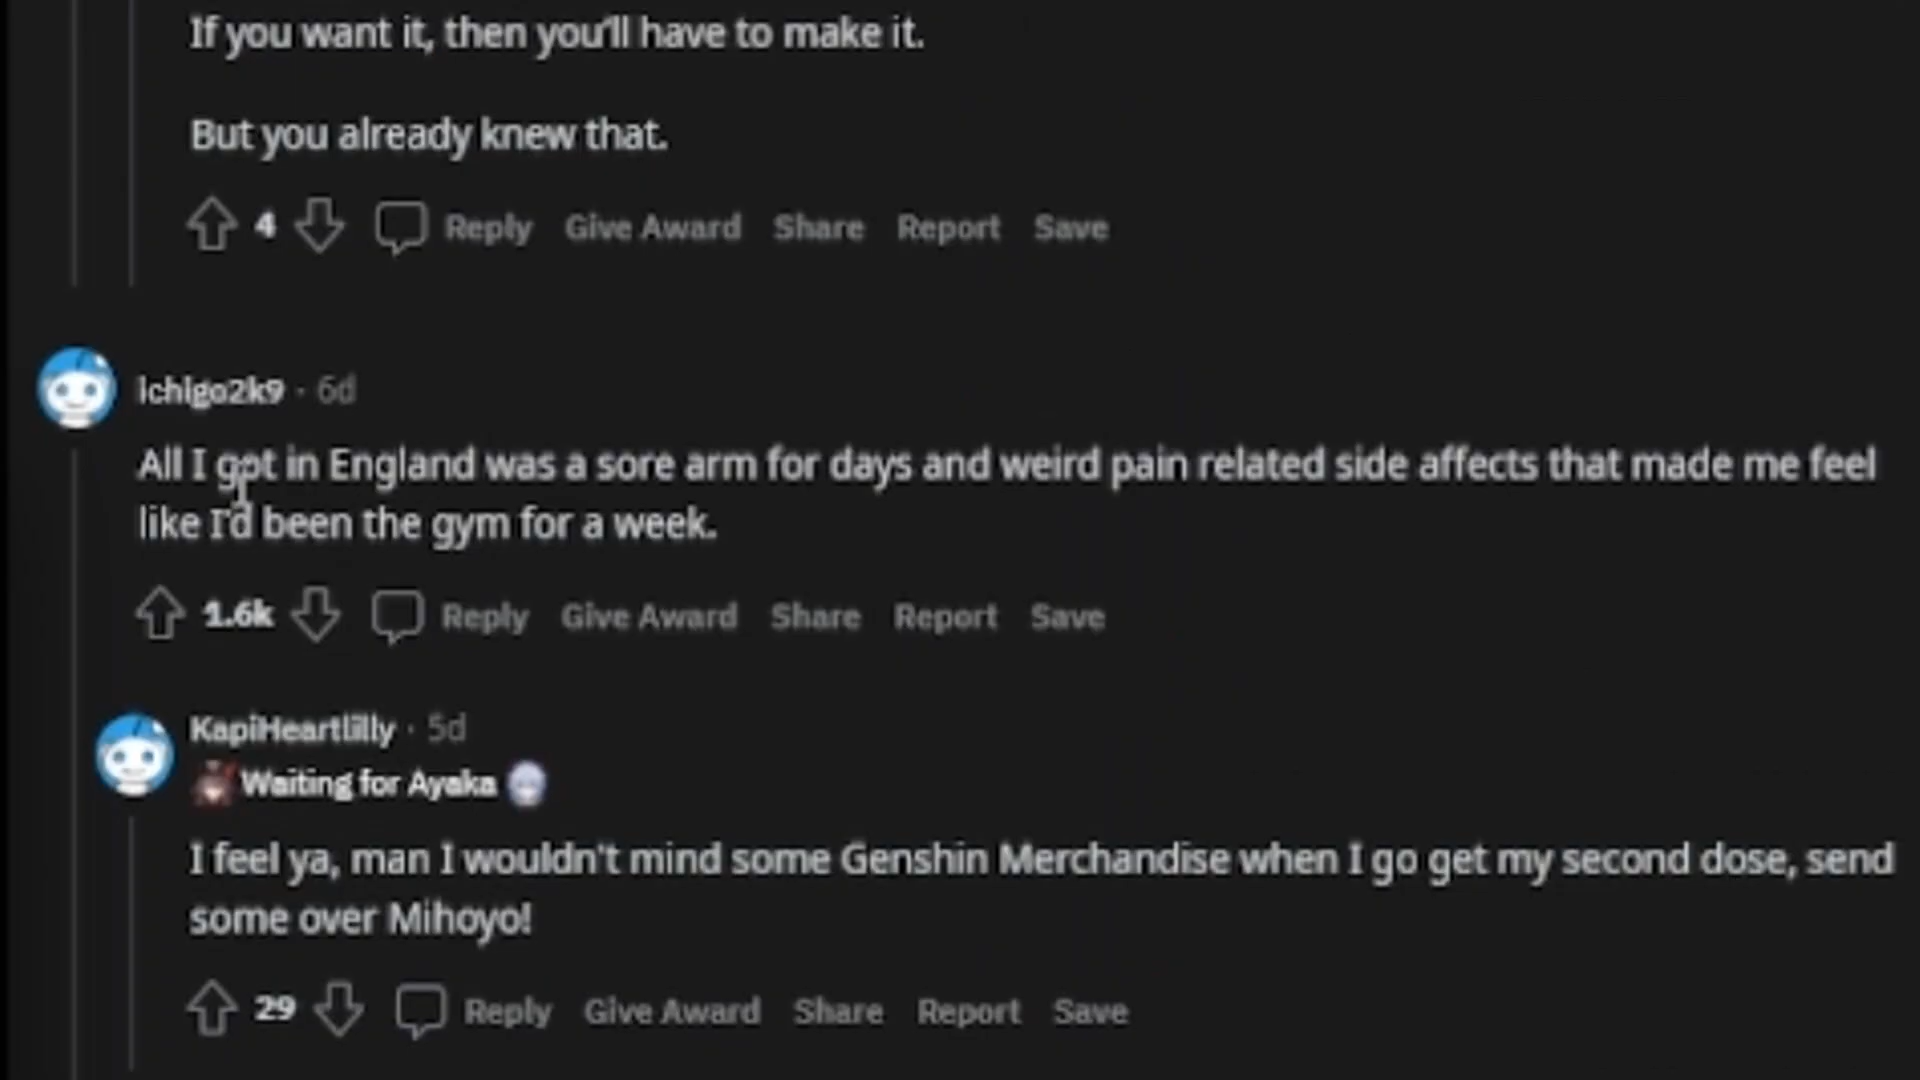 If you want it, then you'll have to make it.
But you already knew that.
4 Reply Give Award Share Report Save
ichigo2k9 · 6d
All I got in England was a sore arm for days and weird pain related side affects that made me feel
like I'd been the gym for a week.
1.6k Reply Give Award Share Report Save
KapiHeartlilly · 5d
Waiting for Ayaka
I feel ya, man I wouldn't mind some Genshin Merchandise when I go get my second dose, send
some over Mihoyo!
29 Reply Give Award Share Report Save